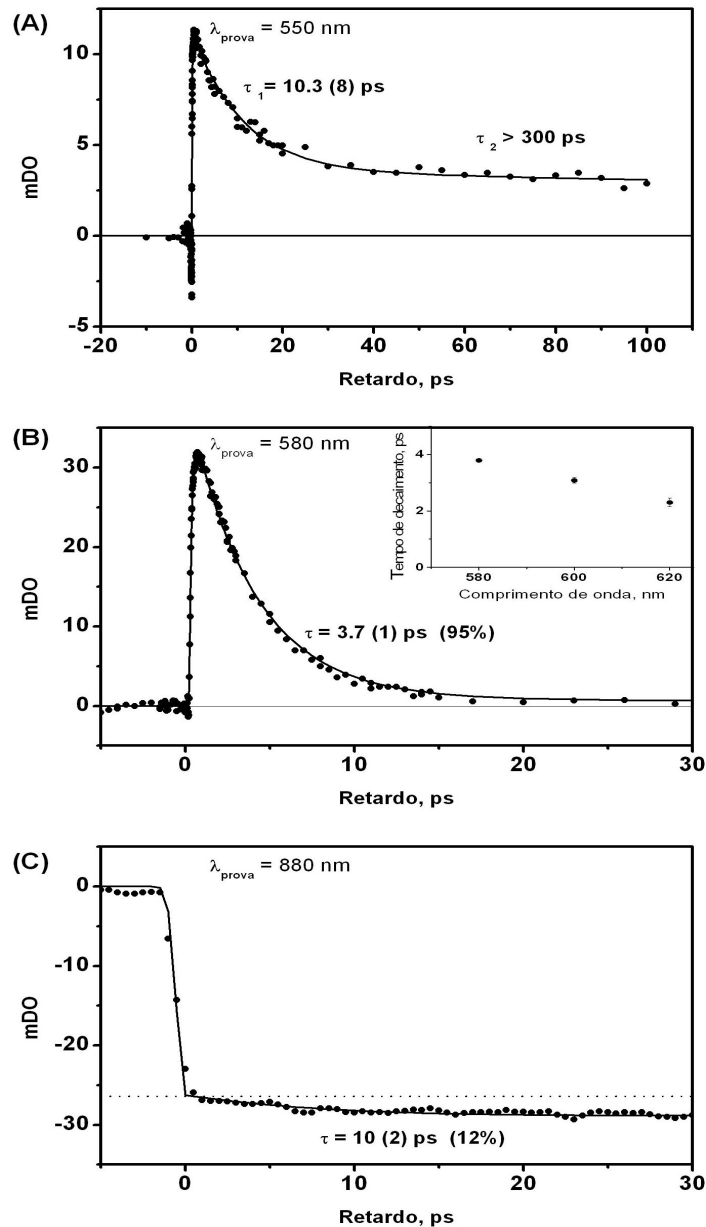 (A)
λprova = 550 nm
τ1 = 10.3 (8) ps
τ2 > 300 ps
mDO
10
5
0
-5
-20 0 20 40 60 80 100
Retardo, ps
(B)
λprova = 580 nm
Tempo de decaimento, ps
4
2
0
580 600 620
Comprimento de onda, nm
τ = 3.7 (1) ps (95%)
mDO
30
20
10
0
0 10 20 30
Retardo, ps
(C)
λprova = 880 nm
mDO
0
-10
-20
-30
τ = 10 (2) ps (12%)
0 10 20 30
Retardo, ps